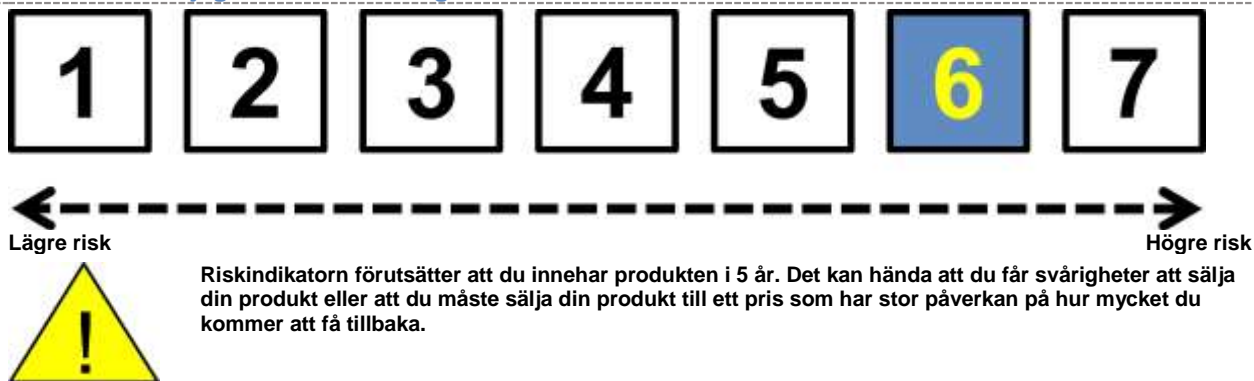 1 2 3 4 5 6 7
Lägre risk Högre risk
Riskindikatorn förutsätter att du innehar produkten i 5 år. Det kan hända att du får svårigheter att sälja
din produkt eller att du måste sälja din produkt till ett pris som har stor påverkan på hur mycket du
kommer att få tillbaka.
!